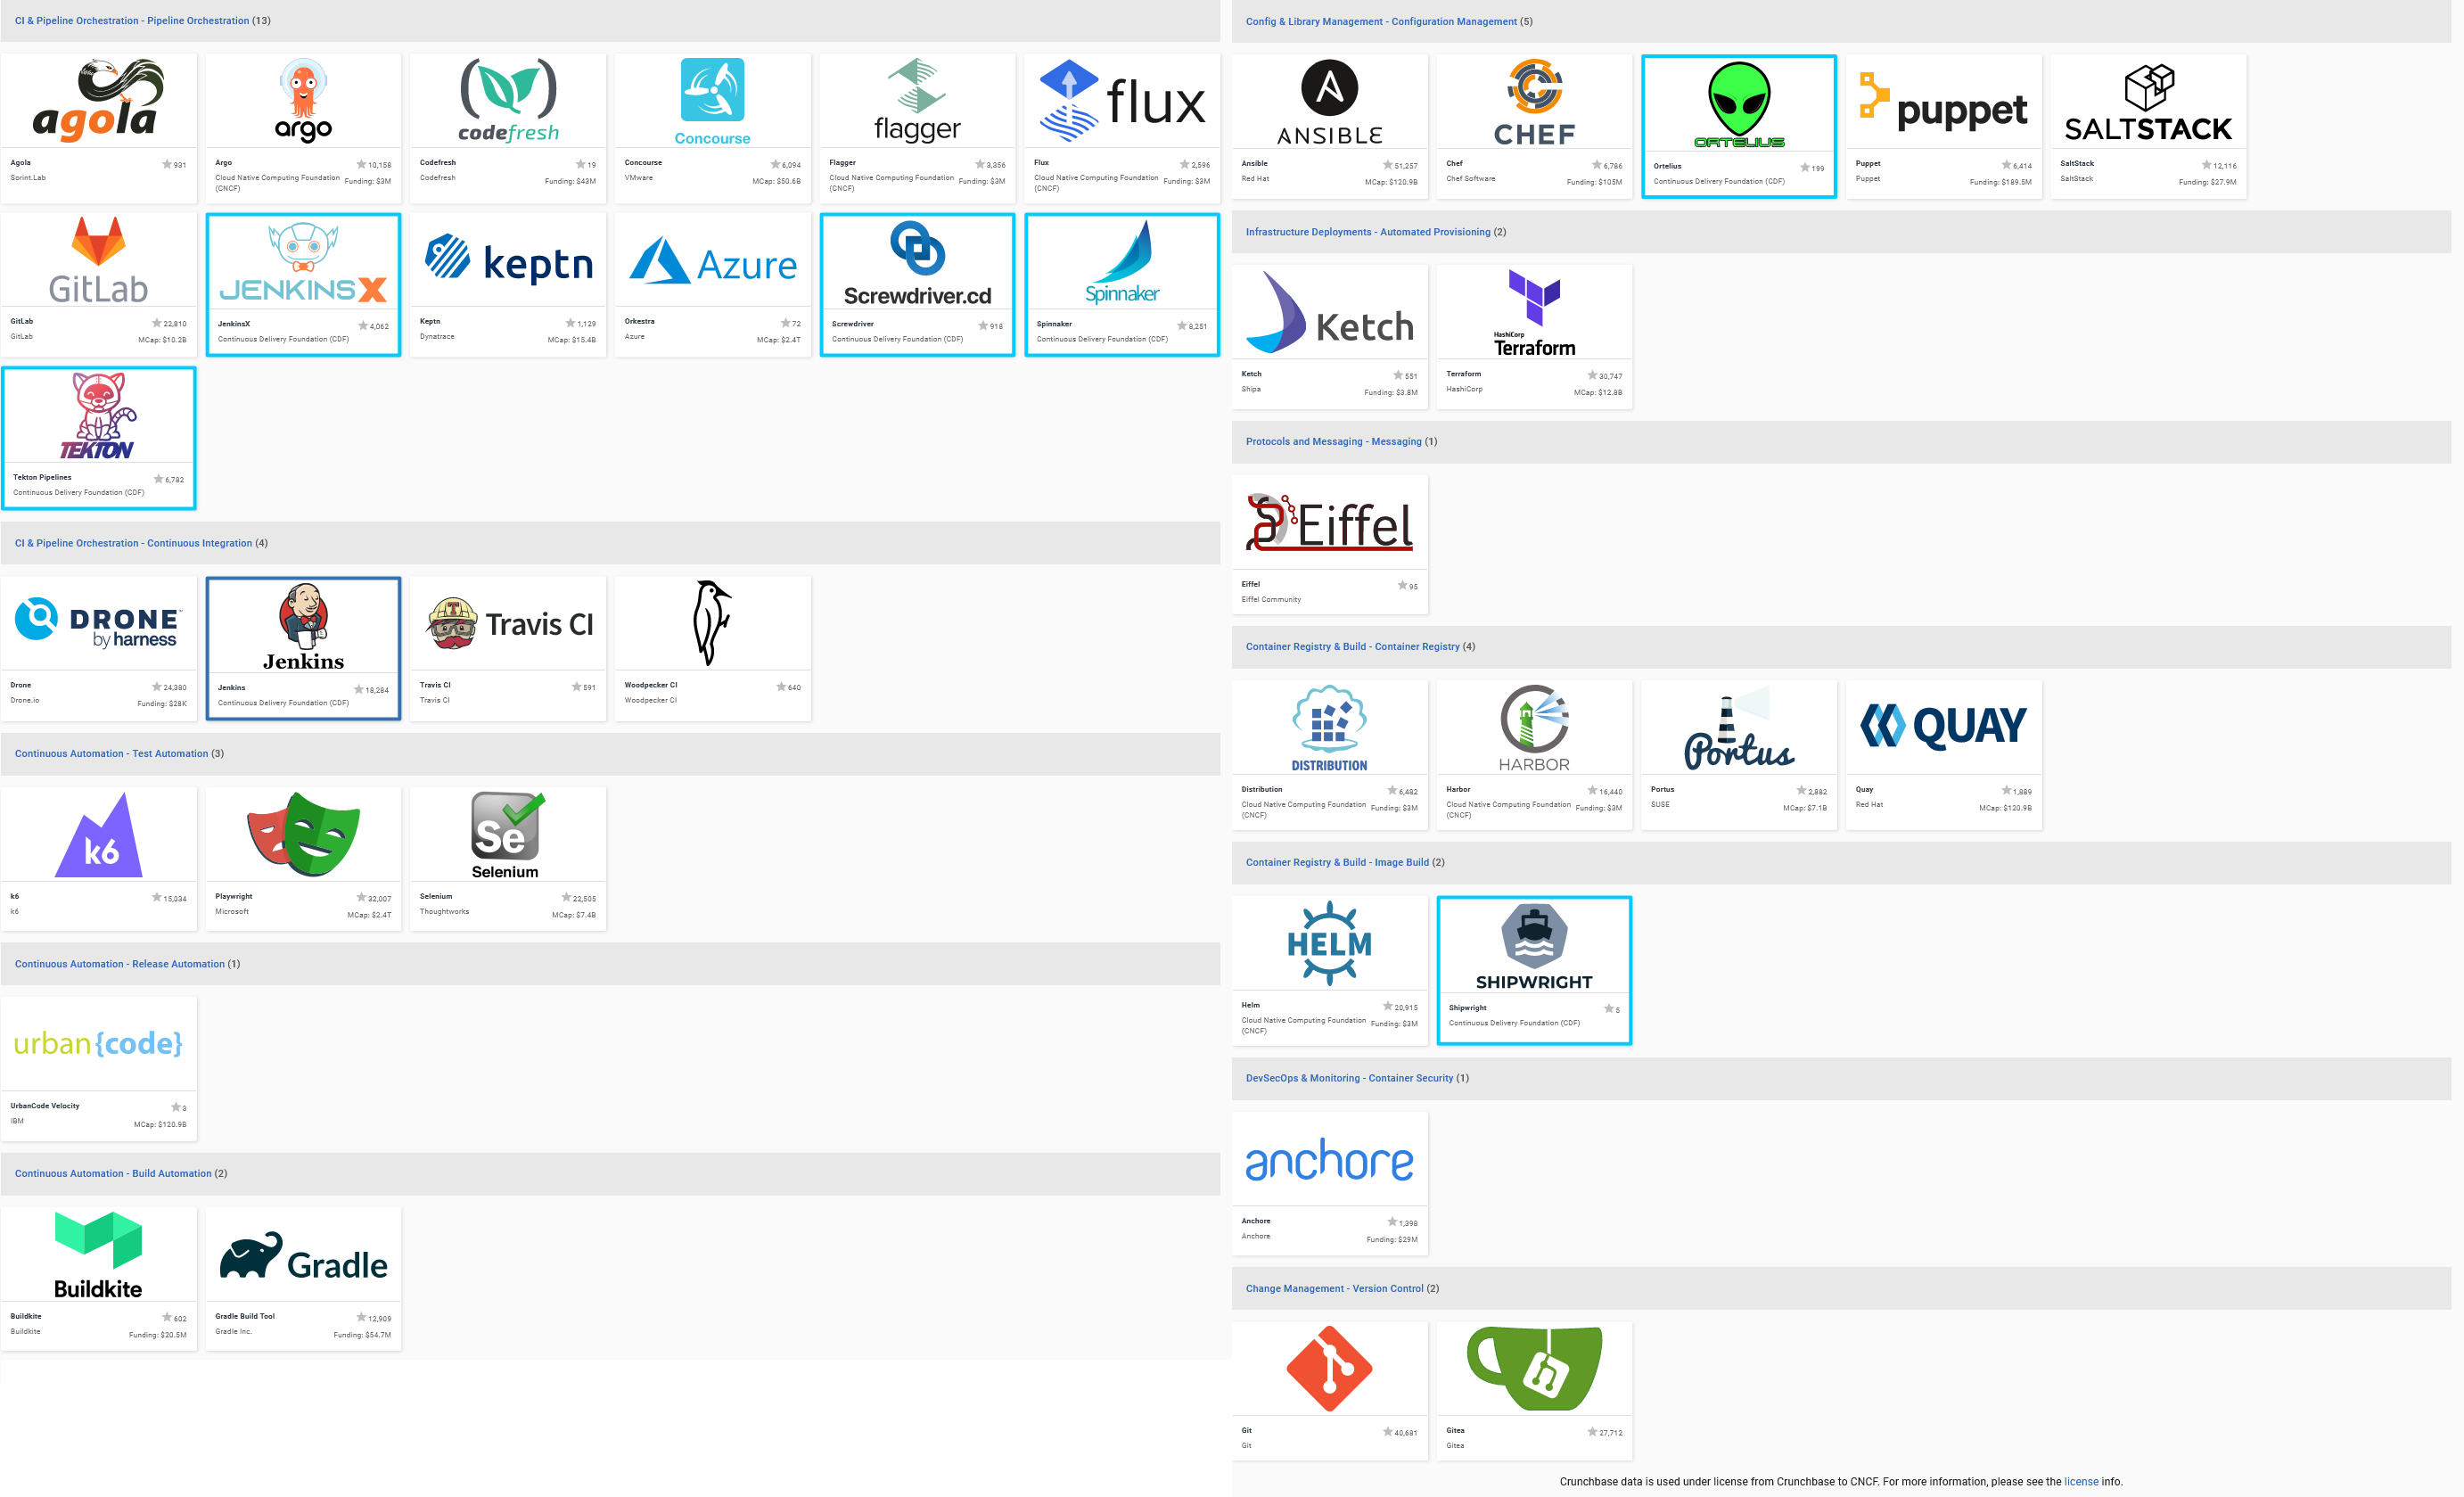 CI & Pipeline Orchestration - Pipeline Orchestration (13)
agola
Agola
931
Sorint.Lab
argo
Argo
10,158
Cloud Native Computing Foundation
(CNCF)
Funding: $3M
(codefresh)
Codefresh
19
Codefresh
Funding: $43M
Concourse
Concourse
6,094
VMware
MCap: $50.6B
flagger
Flagger
3,356
Cloud Native Computing Foundation
(CNCF)
Funding: $3M
flux
Flux
2,596
Cloud Native Computing Foundation
(CNCF)
Funding: $3M
GitLab
GitLab
22,810
GitLab
MCap: $10.2B
JENKINS X
JenkinsX
4,062
Continuous Delivery Foundation (CDF)
keptn
Keptn
1,129
Dynatrace
MCap: $15.4B
Azure
Orkestra
72
Azure
MCap: $2.4T
Screwdriver.cd
Screwdriver
918
Continuous Delivery Foundation (CDF)
Spinnaker
Spinnaker
8,251
Continuous Delivery Foundation (CDF)
TEKTON
Tekton Pipelines
6,782
Continuous Delivery Foundation (CDF)
CI & Pipeline Orchestration - Continuous Integration (4)
DRONE
by harness
Drone
24,380
Drone.io
Funding: $28K
Jenkins
Jenkins
18,284
Continuous Delivery Foundation (CDF)
T
Travis CI
Travis CI
591
Travis CI
Woodpecker CI
640
Woodpecker CI
Continuous Automation - Test Automation (3)
k6
k6
15,034
k6
Playwright
32,007
Microsoft
MCap: $2.4T
Se
Selenium
Selenium
22,505
Thoughtworks
MCap: $7.4B
Continuous Automation - Release Automation (1)
urban{code}
UrbanCode Velocity
3
IBM
MCap: $120.9B
Continuous Automation - Build Automation (2)
Buildkite
Buildkite
602
Buildkite
Funding: $20.5M
Gradle
Gradle Build Tool
12,909
Gradle Inc.
Funding: $54.7M
Config & Library Management - Configuration Management (5)
A
ANSIBLE
Ansible
51,257
Red Hat
MCap: $120.9B
CHEF
Chef
6,786
Chef Software
Funding: $105M
ORTELIUS
Ortelius
199
Continuous Delivery Foundation (CDF)
puppet
Puppet
6,414
Puppet
Funding: $189.5M
SALTSTACK
SaltStack
12,116
SaltStack
Funding: $27.9M
Infrastructure Deployments - Automated Provisioning (2)
Ketch
Ketch
551
Shipa
Funding: $3.8M
HashiCorp
Terraform
Terraform
30,747
HashiCorp
MCap: $12.8B
Protocols and Messaging - Messaging (1)
Eiffel
Eiffel
95
Eiffel Community
Container Registry & Build - Container Registry (4)
DISTRIBUTION
Distribution
6,482
Cloud Native Computing Foundation
(CNCF)
Funding: $3M
HARBOR
Harbor
16,440
Cloud Native Computing Foundation
(CNCF)
Funding: $3M
Portus
Portus
2,882
SUSE
MCap: $7.1B
QUAY
Quay
1,889
Red Hat
MCap: $120.9B
Container Registry & Build - Image Build (2)
HELM
Helm
20,915
Cloud Native Computing Foundation
(CNCF)
Funding: $3M
SHIPWRIGHT
Shipwright
5
Continuous Delivery Foundation (CDF)
DevSecOps & Monitoring - Container Security (1)
anchore
Anchore
1,398
Anchore
Funding: $29M
Change Management - Version Control (2)
Git
40,681
Git
Gitea
27,712
Gitea
Crunchbase data is used under license from Crunchbase to CNCF. For more information, please see the license info.